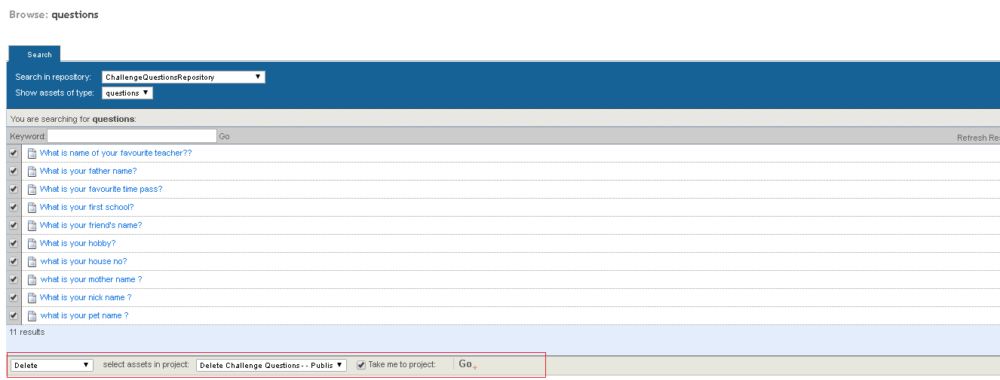 Browse: questions
Search
Search in repository: ChallengeQuestionsRepository
Show assets of type: questions
You are searching for questions:
Keyword: Go
Refresh Res
What is name of your favourite teacher??
What is your father name?
What is your favourite time pass?
What is your first school?
What is your friend's name?
What is your hobby?
what is your house no?
what is your mother name ?
What is your nick name ?
what is your pet name ?
11 results
Delete select assets in project: Delete Challenge Questions - - Publis Take me to project: Go